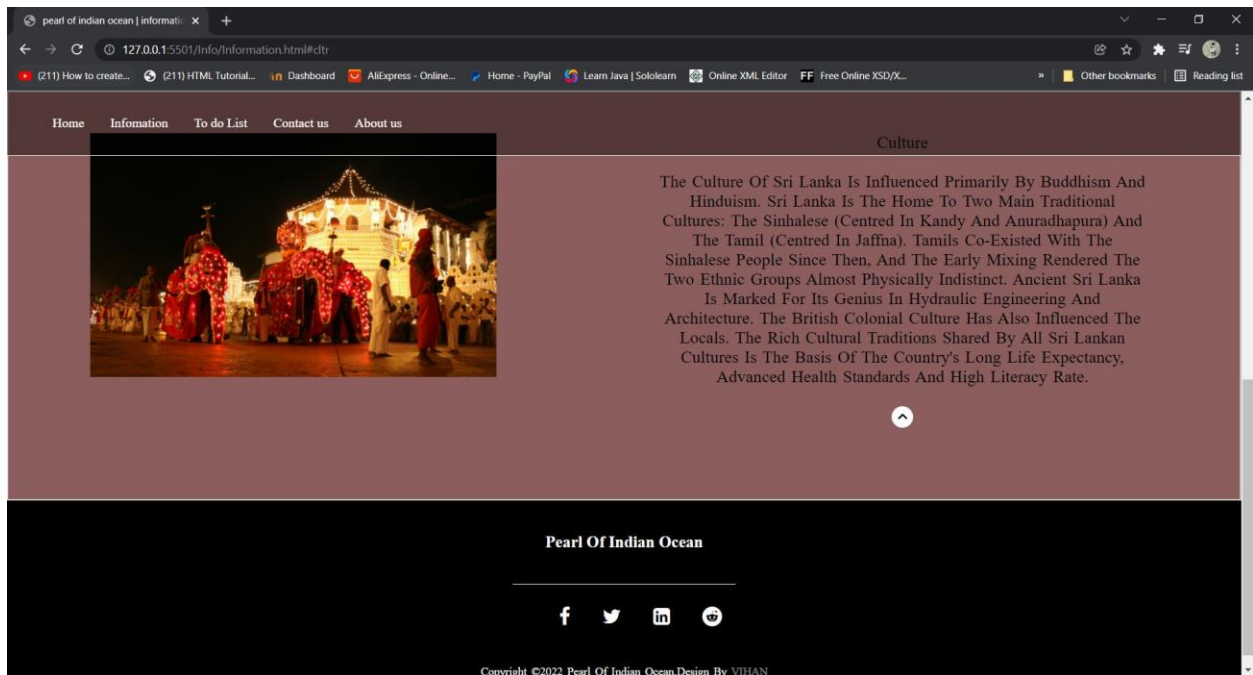 pearl of indian ocean | informatic
127.0.0.1:5501/Info/Information.html#cltr
(211) How to create...
(211) HTML Tutorial...
Dashboard
AliExpress - Online...
Home - PayPal
Learn Java | Sololearn
Online XML Editor
FF Free Online XSD/X...
»
Other bookmarks
Reading list
Home Infomation To do List Contact us About us
Culture
The Culture Of Sri Lanka Is Influenced Primarily By Buddhism And
Hinduism. Sri Lanka Is The Home To Two Main Traditional
Cultures: The Sinhalese (Centred In Kandy And Anuradhapura) And
The Tamil (Centred In Jaffna). Tamils Co-Existed With The
Sinhalese People Since Then, And The Early Mixing Rendered The
Two Ethnic Groups Almost Physically Indistinct. Ancient Sri Lanka
Is Marked For Its Genius In Hydraulic Engineering And
Architecture. The British Colonial Culture Has Also Influenced The
Locals. The Rich Cultural Traditions Shared By All Sri Lankan
Cultures Is The Basis Of The Country's Long Life Expectancy,
Advanced Health Standards And High Literacy Rate.
Pearl Of Indian Ocean
Copyright ©2022 Pearl Of Indian Ocean.Design By VIHAN